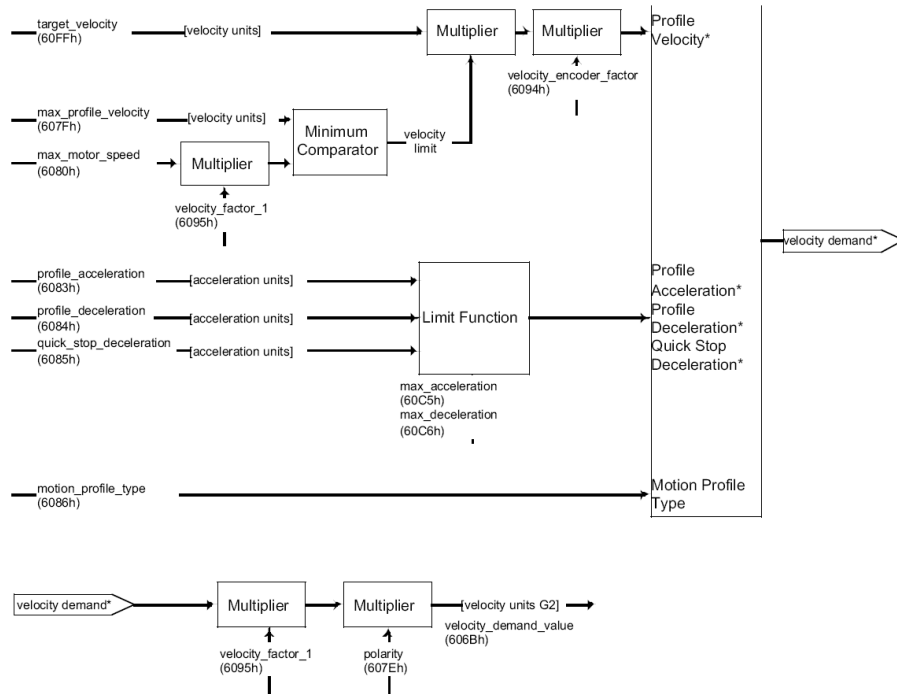 target_velocity
(60FFh)
[velocity units]
Multiplier
Multiplier
Profile
Velocity*
velocity_encoder_factor
(6094h)
max_profile_velocity
(607Fh)
[velocity units]
Minimum
Comparator
velocity
limit
max_motor_speed
(6080h)
Multiplier
velocity_factor_1
(6095h)
velocity demand*
profile_acceleration
(6083h)
[acceleration units]
profile_deceleration
(6084h)
[acceleration units]
quick_stop_deceleration
(6085h)
[acceleration units]
Limit Function
max_acceleration
(60C5h)
max_deceleration
(60C6h)
Profile
Acceleration*
Profile
Deceleration*
Quick Stop
Deceleration*
motion_profile_type
(6086h)
Motion Profile
Type
velocity demand*
Multiplier
Multiplier
[velocity units G2]
velocity_demand_value
(606Bh)
velocity_factor_1
(6095h)
polarity
(607Eh)